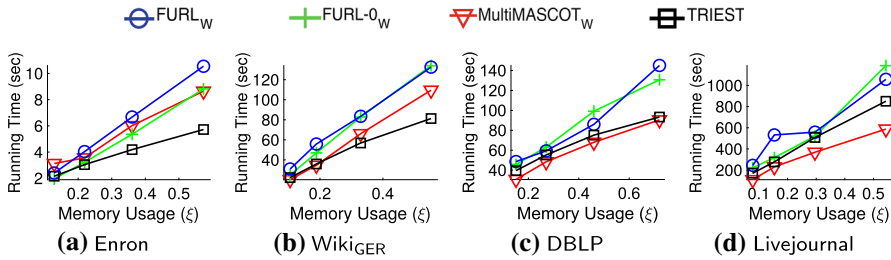 FURL_W FURL-0_W MultiMASCOT_W TRIEST
Running Time (sec)
10
8
6
4
2
0.2 0.3 0.4 0.5
Memory Usage (ξ)
(a) Enron
Running Time (sec)
120
100
80
60
40
0.2 0.4
Memory Usage (ξ)
(b) Wiki_GER
Running Time (sec)
140
120
100
80
60
40
0.2 0.4 0.6
Memory Usage (ξ)
(c) DBLP
Running Time (sec)
1000
800
600
400
200
0.1 0.2 0.3 0.4 0.5
Memory Usage (ξ)
(d) Livejournal